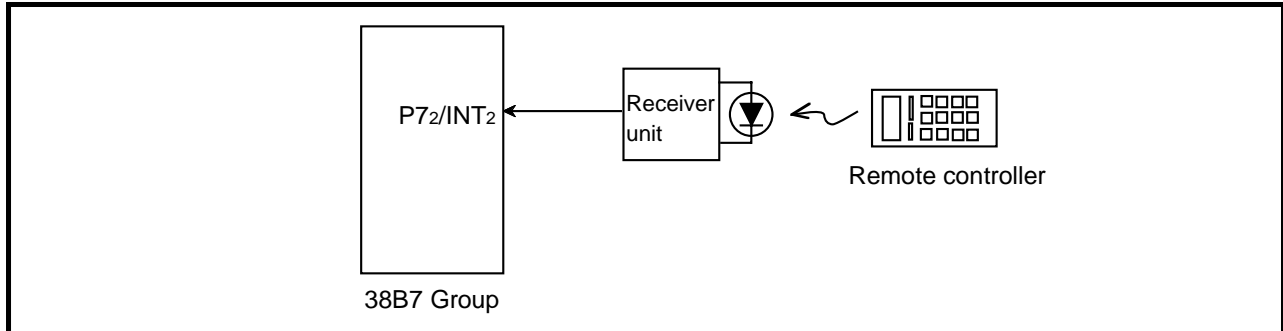 P72/INT2
Receiver
unit
Remote controller
38B7 Group